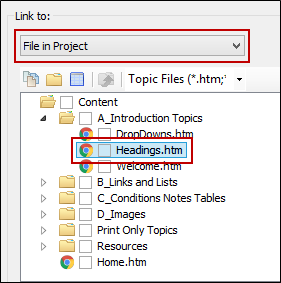 Link to:
File in Project
Topic Files (*.htm;*
Content
A_Introduction Topics
DropDowns.htm
Headings.htm
Welcome.htm
B_Links and Lists
C_Conditions Notes Tables
D_Images
Print Only Topics
Resources
Home.htm